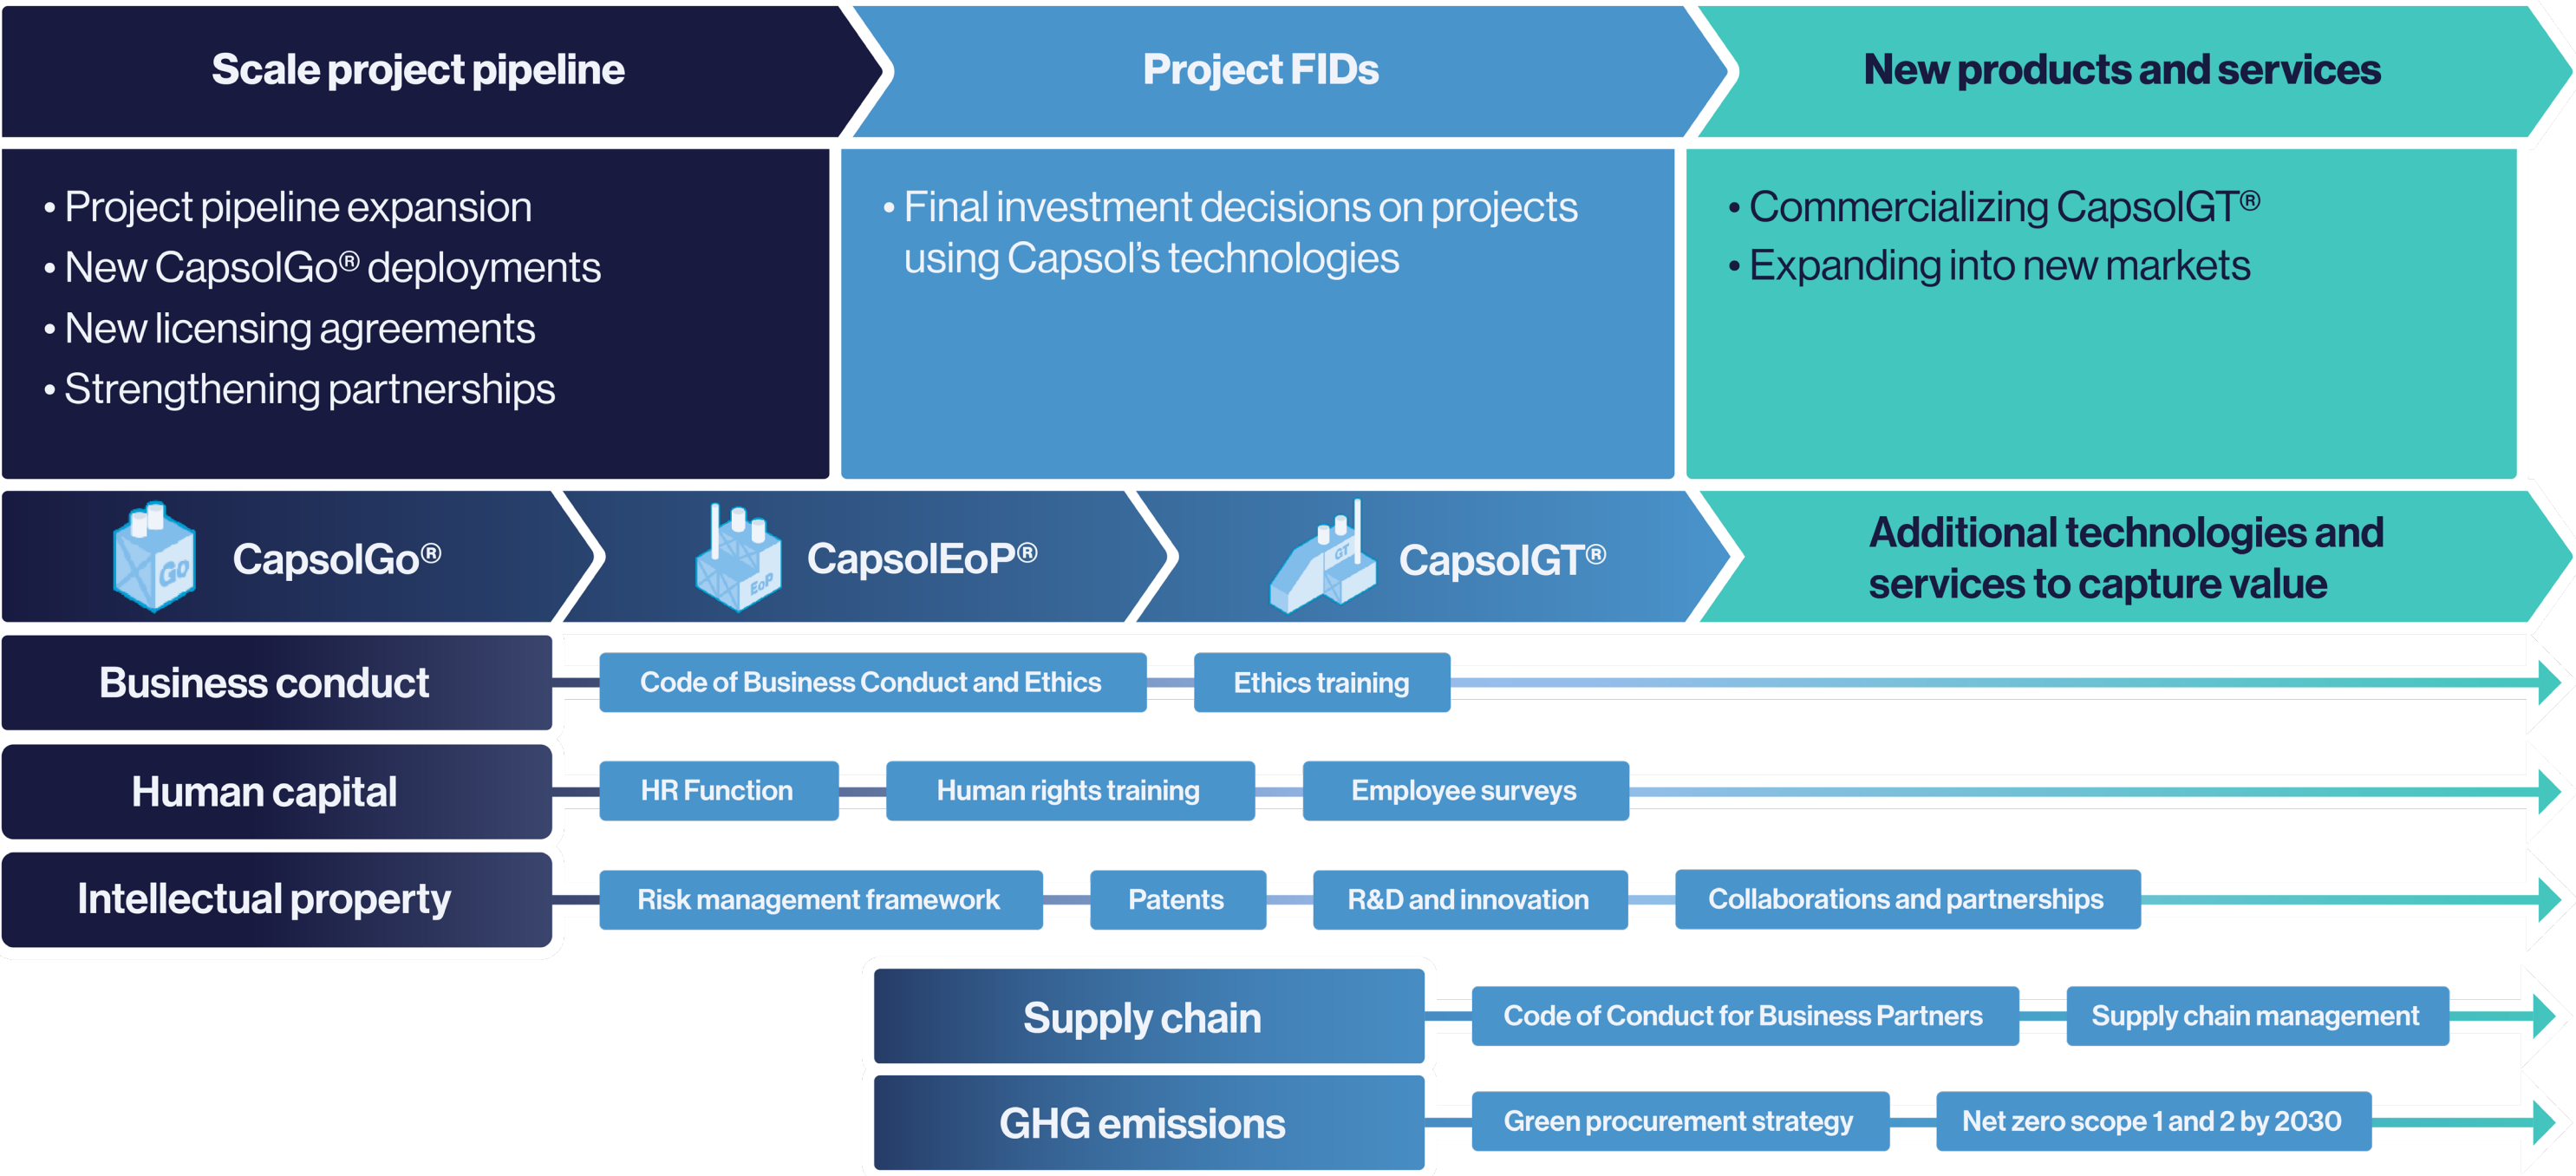 Scale project pipeline
Project FIDs
New products and services
• Project pipeline expansion
• New CapsolGo® deployments
• New licensing agreements
• Strengthening partnerships
• Final investment decisions on projects
using Capsol’s technologies
• Commercializing CapsolGT®
• Expanding into new markets
GO
CapsolGo®
EoP
CapsolEoP®
GT
CapsolGT®
Additional technologies and
services to capture value
Business conduct
Code of Business Conduct and Ethics
Ethics training
Human capital
HR Function
Human rights training
Employee surveys
Intellectual property
Risk management framework
Patents
R&D and innovation
Collaborations and partnerships
Supply chain
Code of Conduct for Business Partners
Supply chain management
GHG emissions
Green procurement strategy
Net zero scope 1 and 2 by 2030